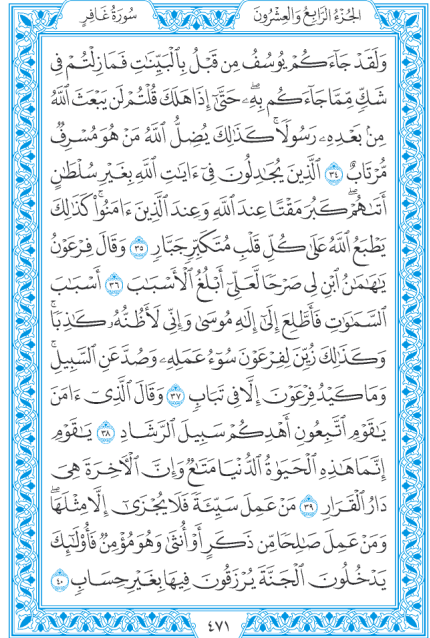 الجُزْءُ الرَّابِعُ وَالعِشْرُونَ سُورَةُ غَافِرٍ
وَلَقَدْ جَآءَكُمْ يُوسُفُ مِن قَبْلُ بِٱلْبَيِّنَٰتِ فَمَا زِلْتُمْ فِى
شَكٍّ مِّمَّا جَآءَكُم بِهِۦ ۖ حَتَّىٰٓ إِذَا هَلَكَ قُلْتُمْ لَن يَبْعَثَ ٱللَّهُ
مِنۢ بَعْدِهِۦ رَسُولًا ۚ كَذَٰلِكَ يُضِلُّ ٱللَّهُ مَنْ هُوَ مُسْرِفٌ
مُّرْتَابٌ ٣٤ ٱلَّذِينَ يُجَٰدِلُونَ فِىٓ ءَايَٰتِ ٱللَّهِ بِغَيْرِ سُلْطَٰنٍ
أَتَىٰهُمْ ۖ كَبُرَ مَقْتًا عِندَ ٱللَّهِ وَعِندَ ٱلَّذِينَ ءَامَنُوا۟ ۚ كَذَٰلِكَ
يَطْبَعُ ٱللَّهُ عَلَىٰ كُلِّ قَلْبِ مُتَكَبِّرٍ جَبَّارٍ ٣٥ وَقَالَ فِرْعَوْنُ
يَٰهَٰمَٰنُ ٱبْنِ لِى صَرْحًا لَّعَلِّىٓ أَبْلُغُ ٱلْأَسْبَٰبَ ٣٦ أَسْبَٰبَ
ٱلسَّمَٰوَٰتِ فَأَطَّلِعَ إِلَىٰٓ إِلَٰهِ مُوسَىٰ وَإِنِّى لَأَظُنُّهُۥ كَٰذِبًا ۚ
وَكَذَٰلِكَ زُيِّنَ لِفِرْعَوْنَ سُوٓءُ عَمَلِهِۦ وَصُدَّ عَنِ ٱلسَّبِيلِ ۚ
وَمَا كَيْدُ فِرْعَوْنَ إِلَّا فِى تَبَابٍ ٣٧ وَقَالَ ٱلَّذِىٓ ءَامَنَ
يَٰقَوْمِ ٱتَّبِعُونِ أَهْدِكُمْ سَبِيلَ ٱلرَّشَادِ ٣٨ يَٰقَوْمِ
إِنَّمَا هَٰذِهِ ٱلْحَيَوٰةُ ٱلدُّنْيَا مَتَٰعٌ وَإِنَّ ٱلْءَاخِرَةَ هِىَ
دَارُ ٱلْقَرَارِ ٣٩ مَنْ عَمِلَ سَيِّئَةً فَلَا يُجْزَىٰٓ إِلَّا مِثْلَهَا ۖ
وَمَنْ عَمِلَ صَٰلِحًا مِّن ذَكَرٍ أَوْ أُنثَىٰ وَهُوَ مُؤْمِنٌ فَأُو۟لَٰٓئِكَ
يَدْخُلُونَ ٱلْجَنَّةَ يُرْزَقُونَ فِيهَا بِغَيْرِ حِسَابٍ ٤٠
٤٧١